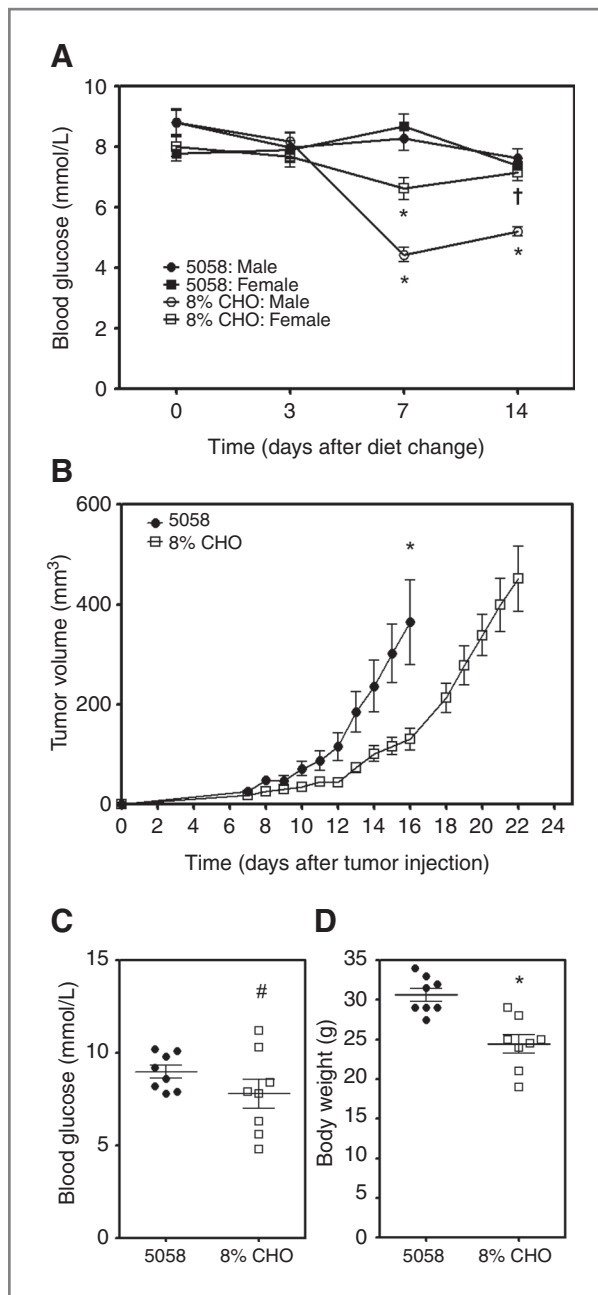 A
10
8
6
4
2
0
Blood glucose (mmol/L)
*
†
*
*
5058: Male
5058: Female
8% CHO: Male
8% CHO: Female
0 3 7 14
Time (days after diet change)
B
600
400
200
0
Tumor volume (mm3)
5058
8% CHO
*
0 2 4 6 8 10 12 14 16 18 20 22 24
Time (days after tumor injection)
C
15
10
5
0
Blood glucose (mmol/L)
#
5058 8% CHO
D
35
30
25
20
15
10
5
0
Body weight (g)
*
5058 8% CHO